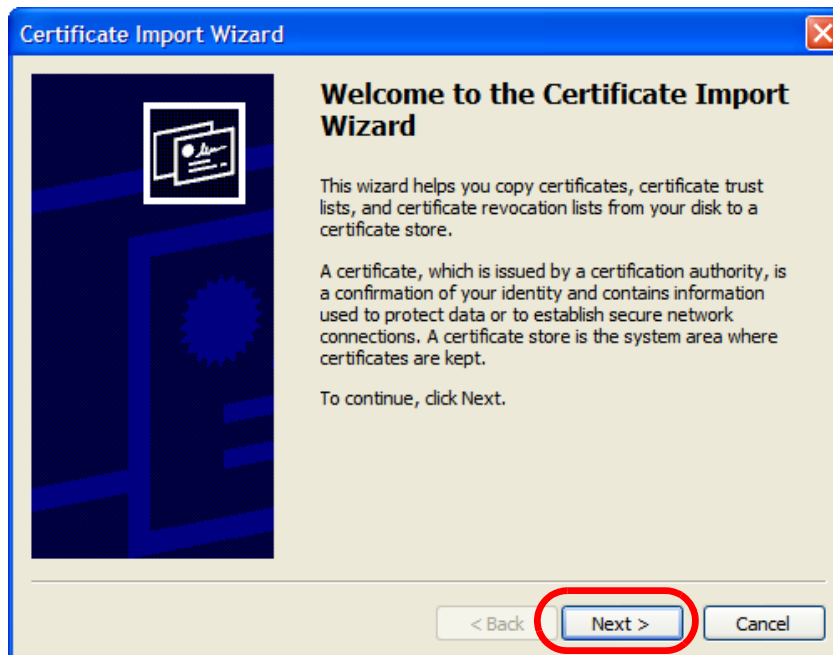 Certificate Import Wizard
Welcome to the Certificate Import
Wizard
This wizard helps you copy certificates, certificate trust
lists, and certificate revocation lists from your disk to a
certificate store.
A certificate, which is issued by a certification authority, is
a confirmation of your identity and contains information
used to protect data or to establish secure network
connections. A certificate store is the system area where
certificates are kept.
To continue, click Next.
< Back Next > Cancel